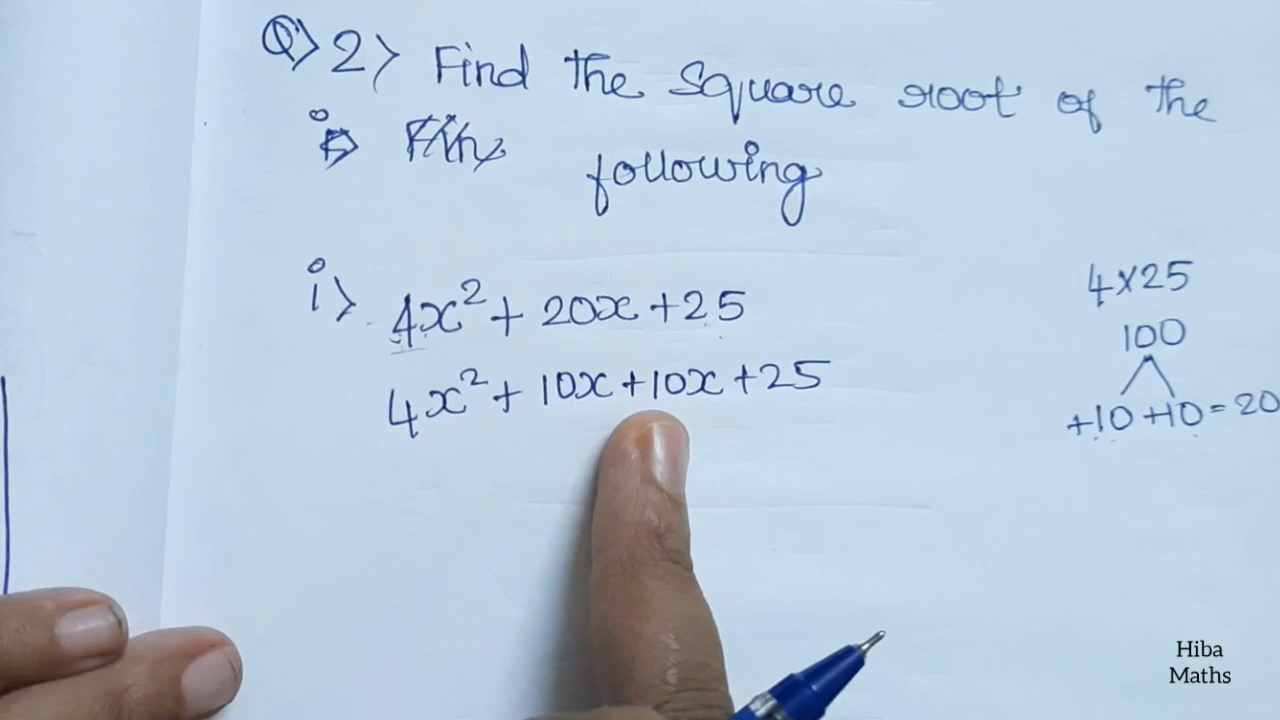 Q) 2) Find the square root of the
following
i) 4x² + 20x + 25
4x² + 10x + 10x + 25
4x25
100
+10 +10 = 20
Hiba
Maths